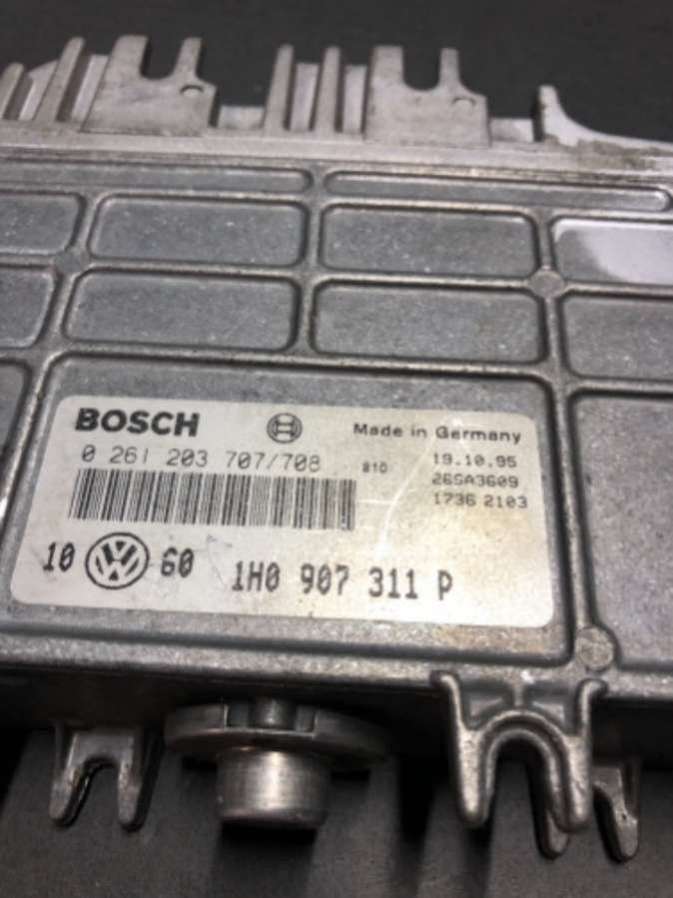 BOSCH
Made in Germany
0 261 203 707/708
810
19.10.95
26SA3609
1736 2103
10 VW 60 1H0 907 311 P